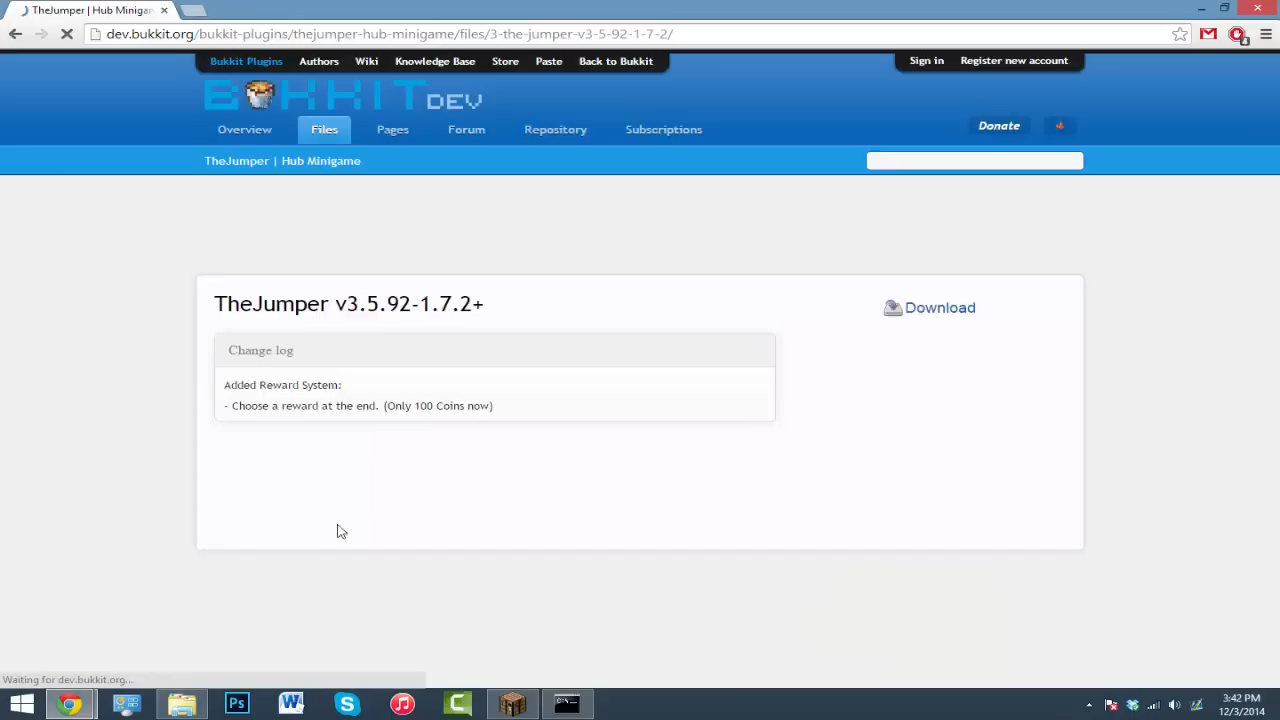 TheJumper | Hub Minigar
dev.bukkit.org/bukkit-plugins/thejumper-hub-minigame/files/3-the-jumper-v3-5-92-1-7-2/
Bukkit Plugins Authors Wiki Knowledge Base Store Paste Back to Bukkit Sign in Register new account
BUKKIT DEV
Overview Files Pages Forum Repository Subscriptions Donate
TheJumper | Hub Minigame
TheJumper v3.5.92-1.7.2+
Download
Change log
Added Reward System:
- Choose a reward at the end. (Only 100 Coins now)
Waiting for dev.bukkit.org...
Ps
3:42 PM
12/3/2014